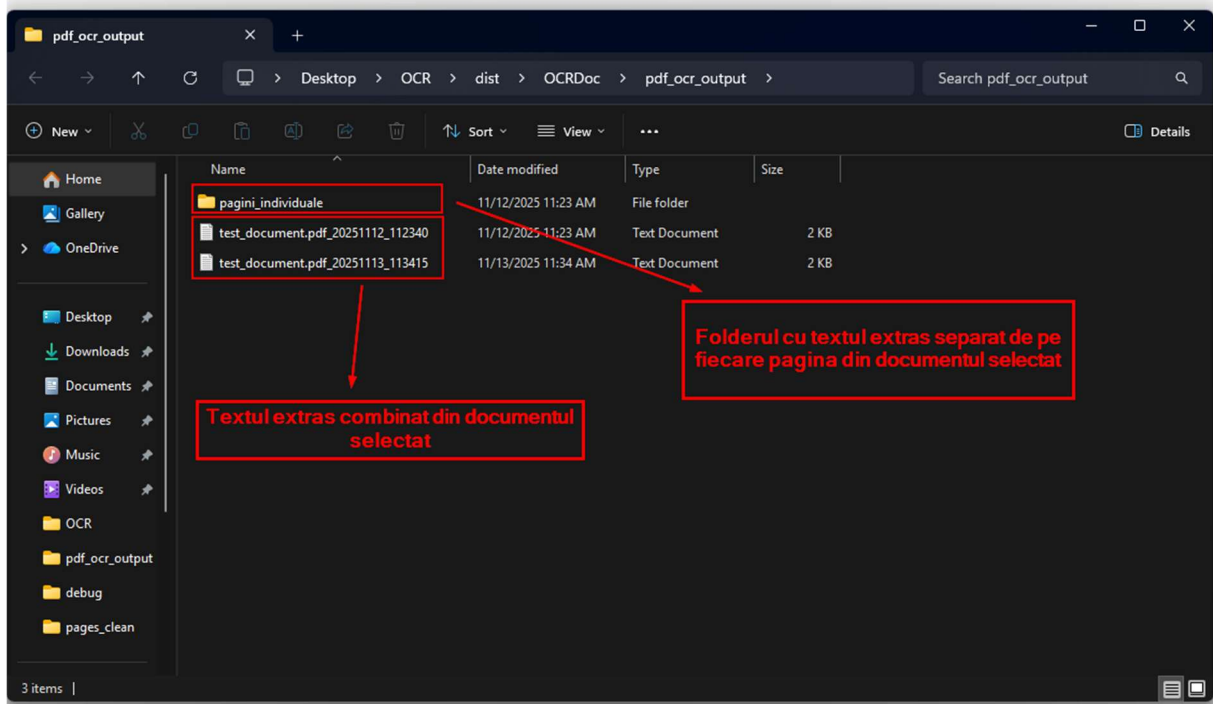 pdf_ocr_output
Desktop > OCR > dist > OCRDoc > pdf_ocr_output >
Search pdf_ocr_output
New
Sort
View
Details
Name
Date modified
Type
Size
Home
Gallery
OneDrive
Desktop
Downloads
Documents
Pictures
Music
Videos
OCR
pdf_ocr_output
debug
pages_clean
pagini_individuale 11/12/2025 11:23 AM File folder
test_document.pdf_20251112_112340 11/12/2025 11:23 AM Text Document 2 KB
test_document.pdf_20251113_113415 11/13/2025 11:34 AM Text Document 2 KB
Folderul cu textul extras separat de pe
fiecare pagina din documentul selectat
Textul extras combinat din documentul
selectat
3 items